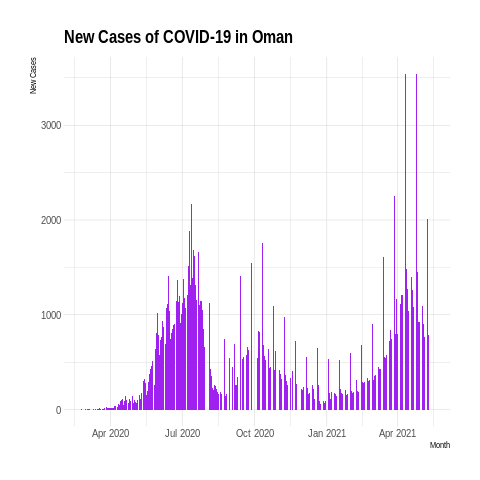 New Cases of COVID-19 in Oman
New Cases
3000
2000
1000
0
Apr 2020
Jul 2020
Oct 2020
Jan 2021
Apr 2021
Month